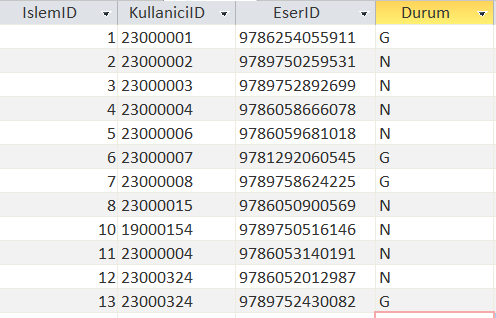 IslemID KullaniciID EserID Durum
1 23000001 9786254055911 G
2 23000002 9789750259531 N
3 23000003 9789752892699 N
4 23000004 9786058666078 N
5 23000006 9786059681018 N
6 23000007 9781292060545 G
7 23000008 9789758624225 G
8 23000015 9786050900569 N
10 19000154 9789750516146 N
11 23000004 9786053140191 N
12 23000324 9786052012987 N
13 23000324 9789752430082 G